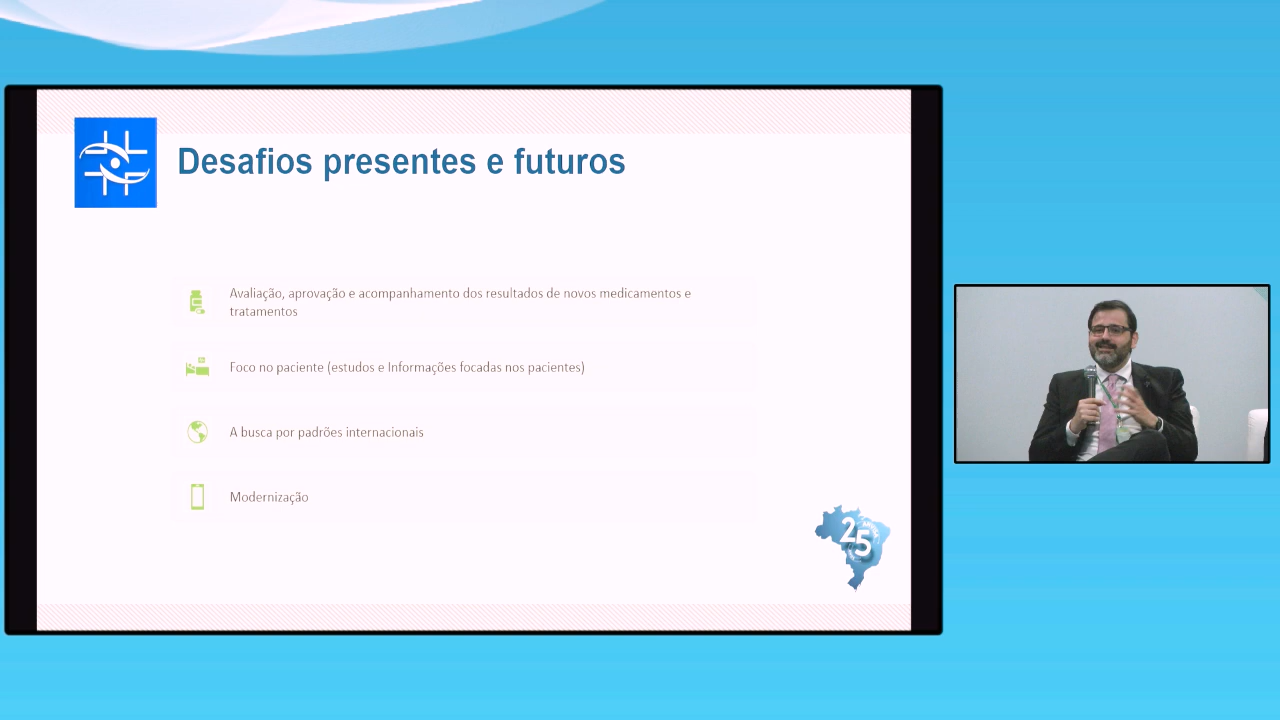 Desafios presentes e futuros
Avaliação, aprovação e acompanhamento dos resultados de novos medicamentos e
tratamentos
Foco no paciente (estudos e Informações focadas nos pacientes)
A busca por padrões internacionais
Modernização
25
ANVISA